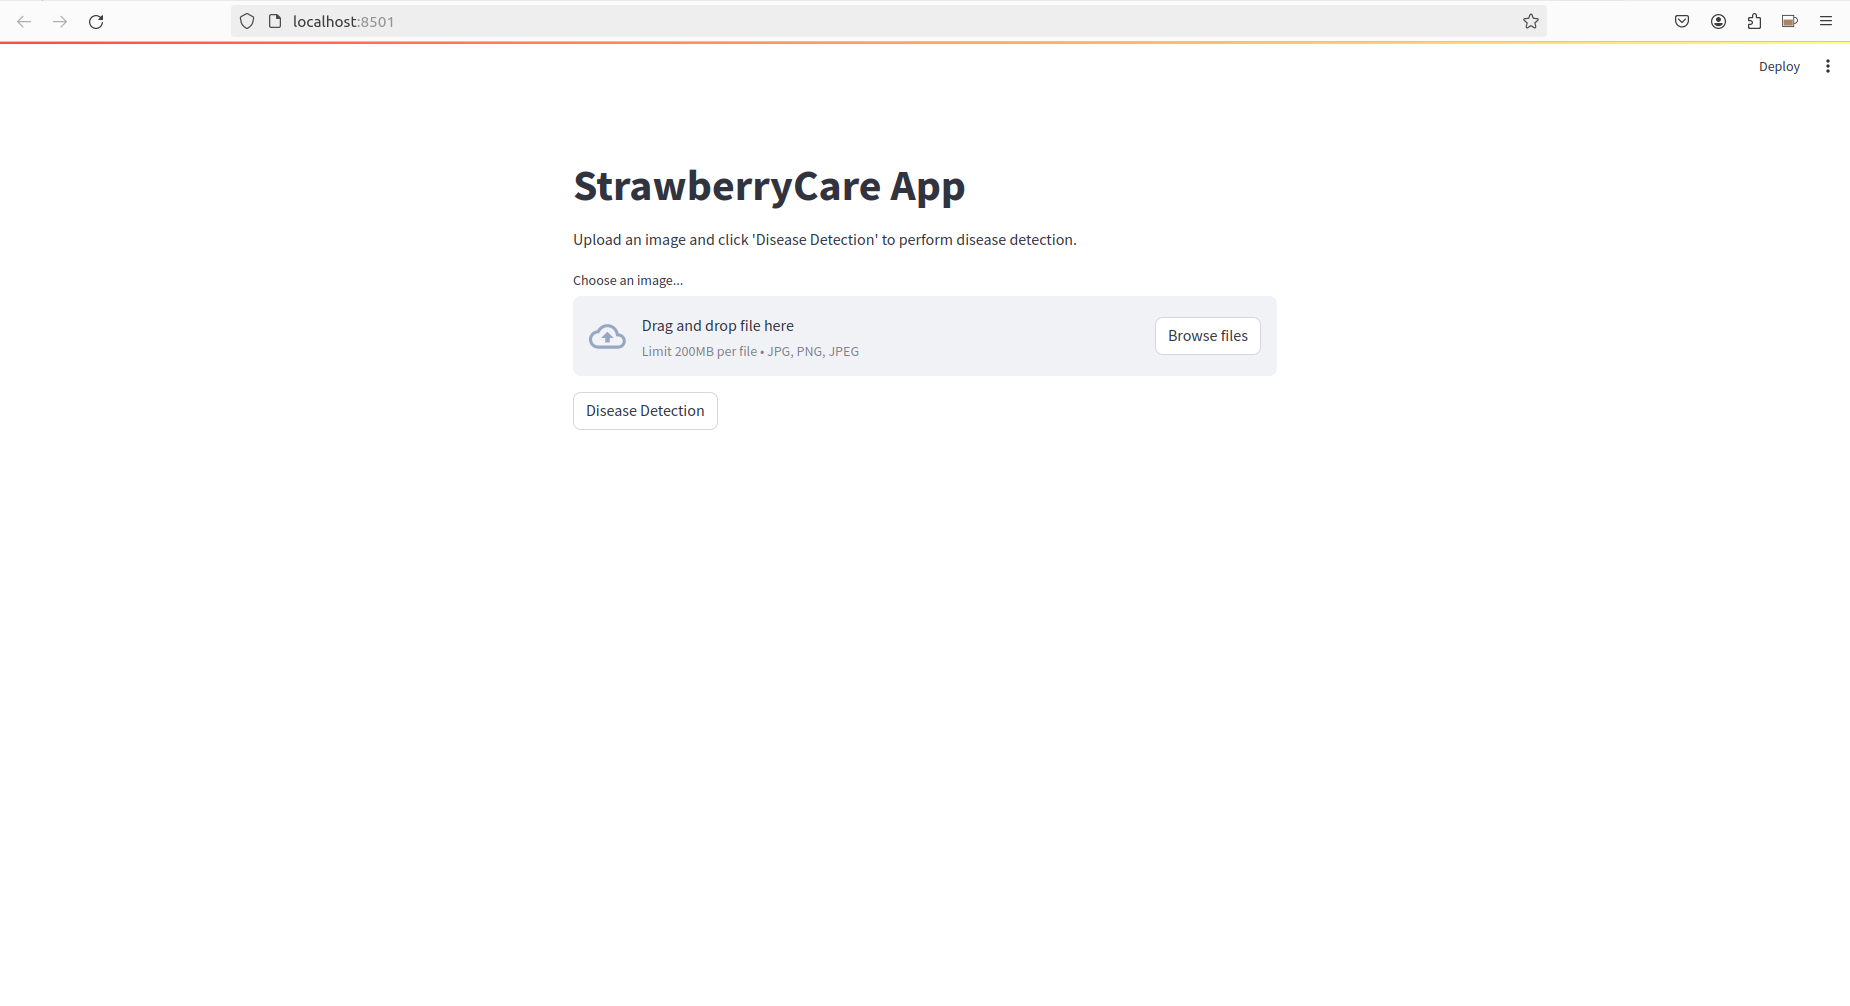 localhost:8501
Deploy
StrawberryCare App
Upload an image and click 'Disease Detection' to perform disease detection.
Choose an image...
Drag and drop file here
Limit 200MB per file • JPG, PNG, JPEG
Browse files
Disease Detection